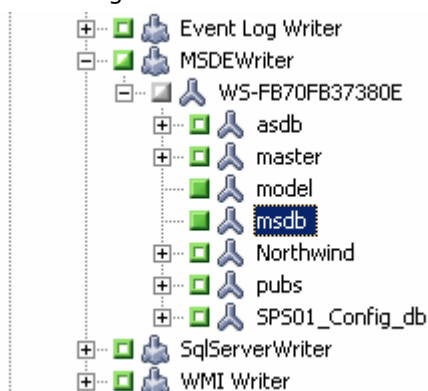 Event Log Writer
MSDEWriter
WS-FB70FB37380E
asdb
master
model
msdb
Northwind
pubs
SPS01_Config_db
SqlServerWriter
WMI Writer